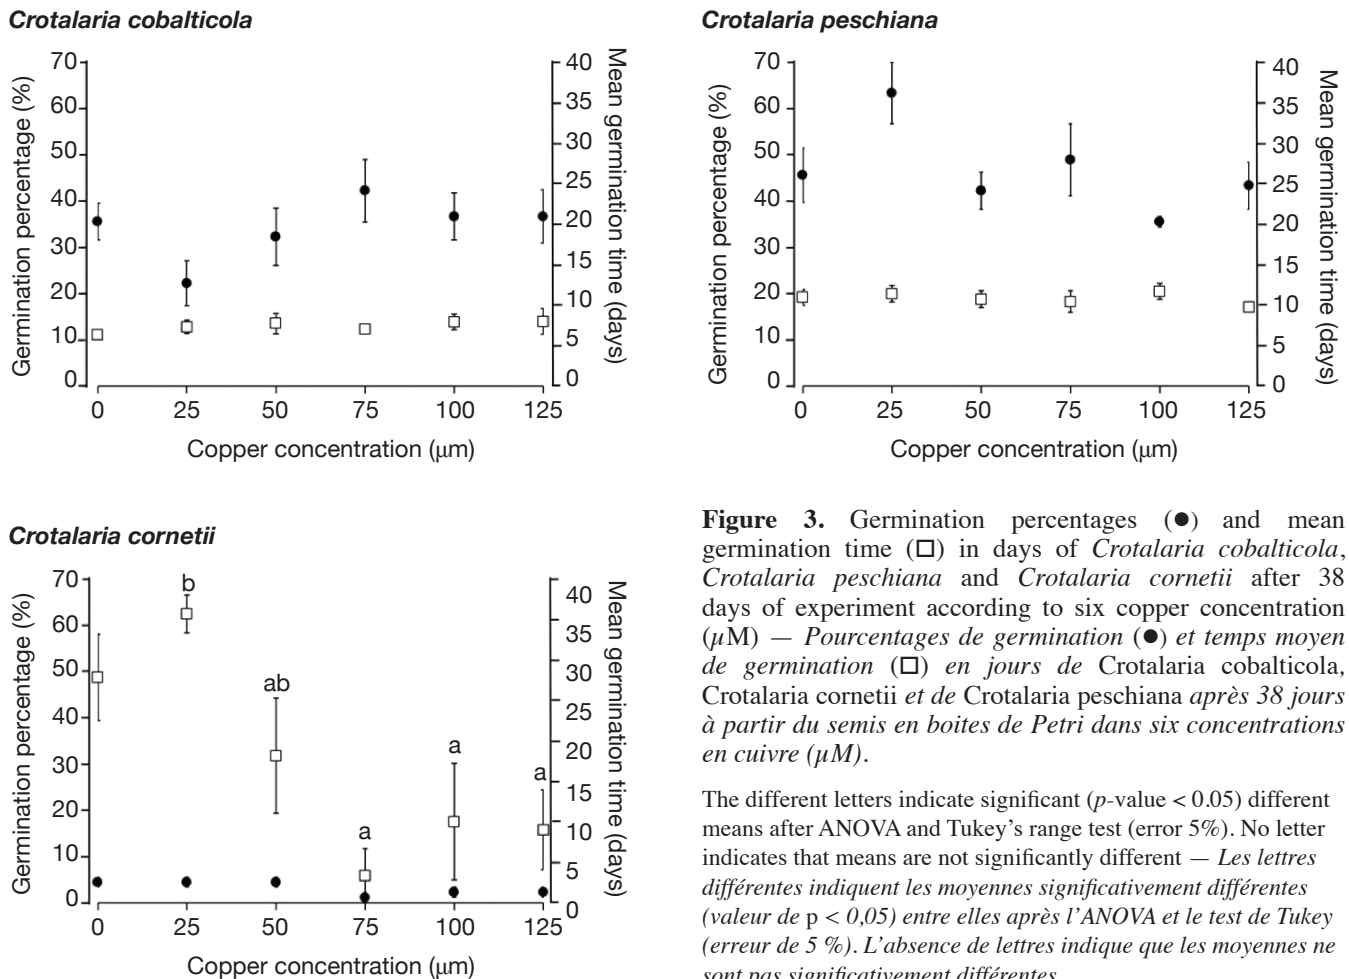 Crotalaria cobalticola
70
60
50
40
30
20
10
0
Germination percentage (%)
40
35
30
25
20
15
10
5
0
Mean germination time (days)
0 25 50 75 100 125
Copper concentration (μm)
Crotalaria peschiana
70
60
50
40
30
20
10
0
Germination percentage (%)
40
35
30
25
20
15
10
5
0
Mean germination time (days)
0 25 50 75 100 125
Copper concentration (μm)
Crotalaria cornetii
70
60
50
40
30
20
10
0
Germination percentage (%)
b
ab
a
a
a
40
35
30
25
20
15
10
5
0
Mean germination time (days)
0 25 50 75 100 125
Copper concentration (μm)
Figure 3. Germination percentages (●) and mean
germination time (□) in days of Crotalaria cobalticola,
Crotalaria peschiana and Crotalaria cornetii after 38
days of experiment according to six copper concentration
(μM) — Pourcentages de germination (●) et temps moyen
de germination (□) en jours de Crotalaria cobalticola,
Crotalaria cornetii et de Crotalaria peschiana après 38 jours
à partir du semis en boites de Petri dans six concentrations
en cuivre (μM).
The different letters indicate significant (p-value < 0.05) different
means after ANOVA and Tukey's range test (error 5%). No letter
indicates that means are not significantly different — Les lettres
différentes indiquent les moyennes significativement différentes
(valeur de p < 0,05) entre elles après l'ANOVA et le test de Tukey
(erreur de 5 %). L'absence de lettres indique que les moyennes ne
sont pas significativement différentes